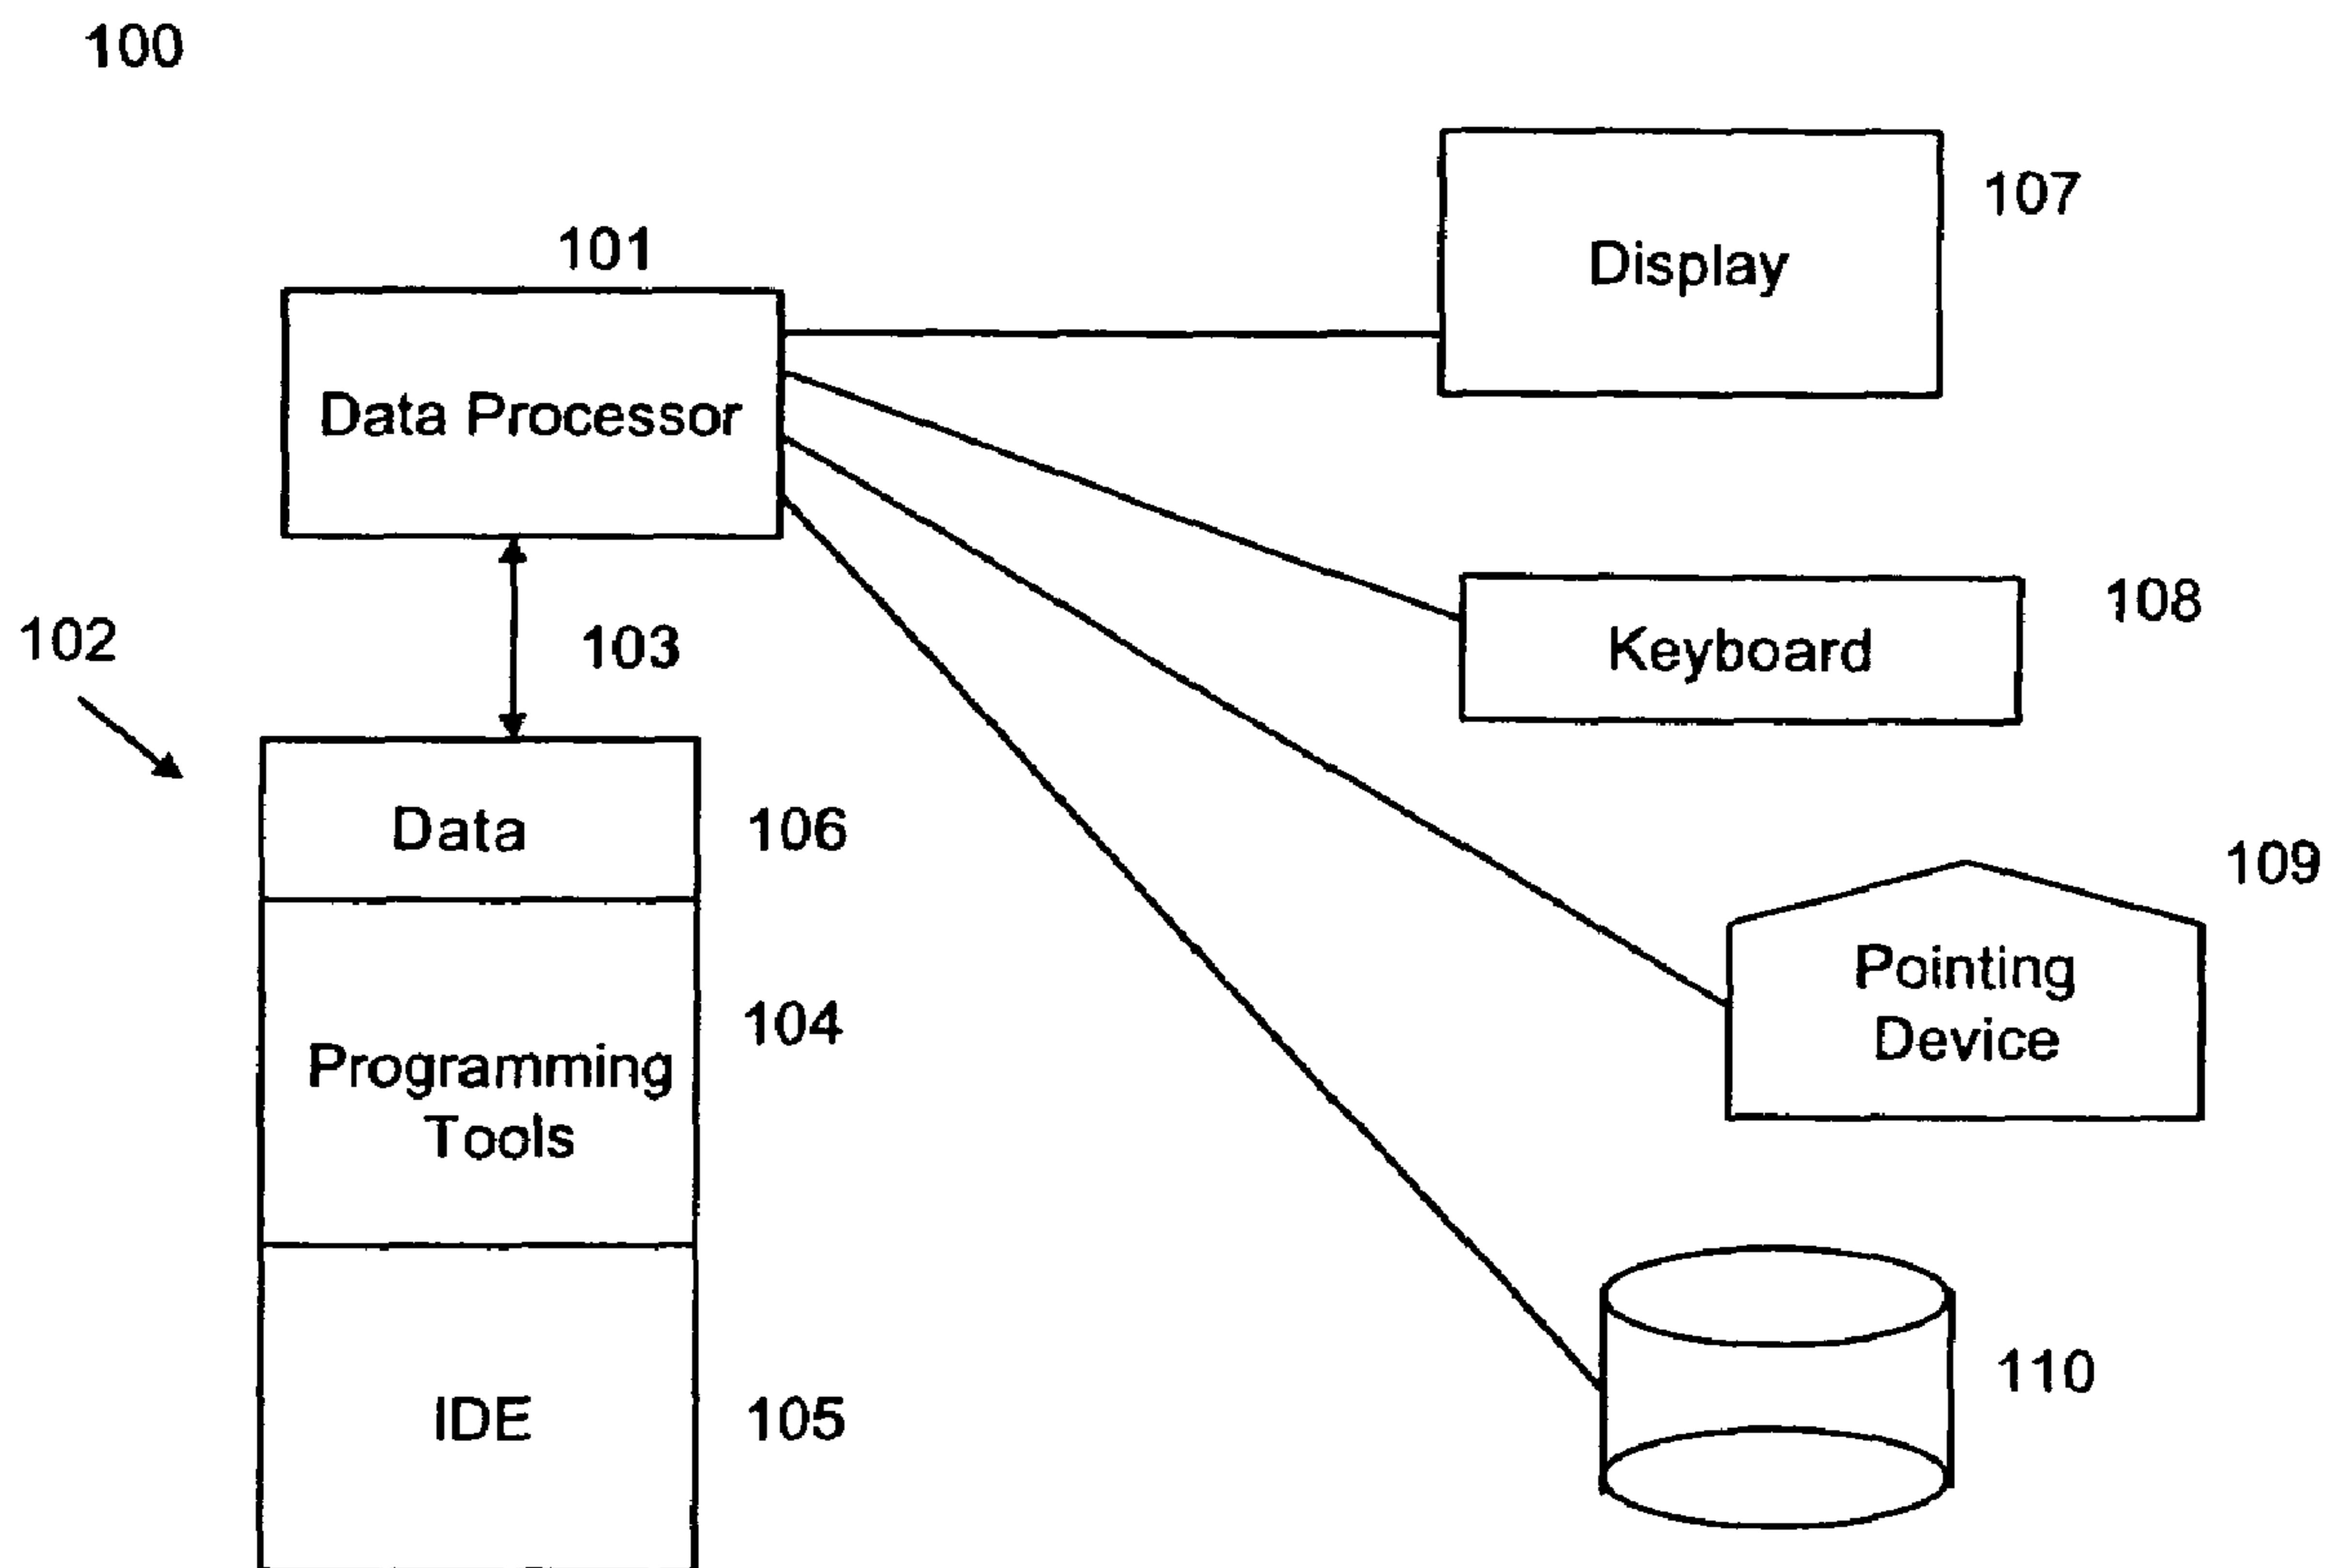 100
101
Data Processor
107
Display
102
103
108
Keyboard
Data
106
109
Pointing
Device
104
Programming
Tools
110
IDE
105